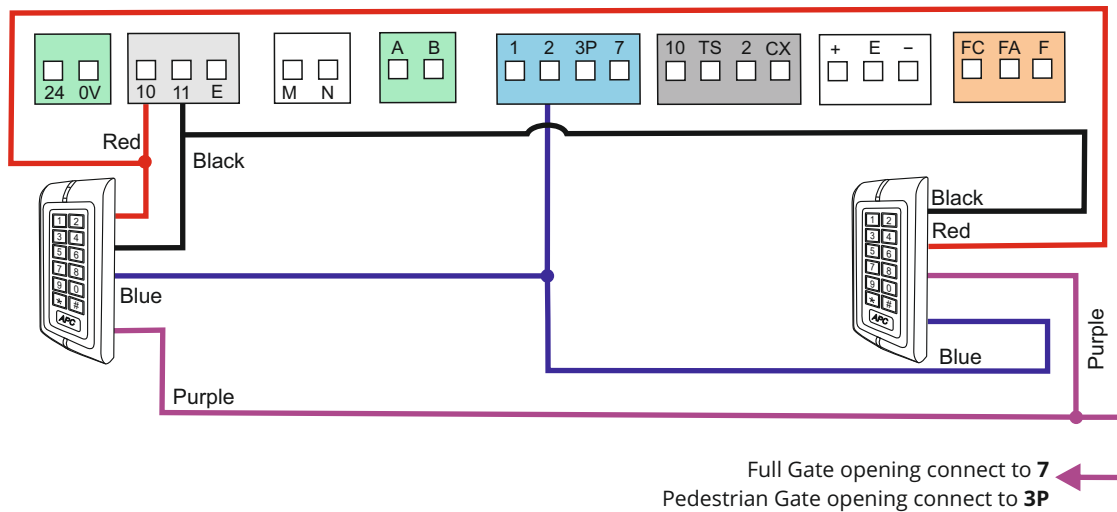 1 2 3P 7
10 TS 2 CX
+ E −
FC FA F
A B
24 0V
10 11 E
M N
Red
Black
1 2
3 4
5 6
7 8
9 0
* #
APC
Blue
Purple
Black
Red
1 2
3 4
5 6
7 8
9 0
* #
APC
Blue
Purple
Full Gate opening connect to 7
Pedestrian Gate opening connect to 3P